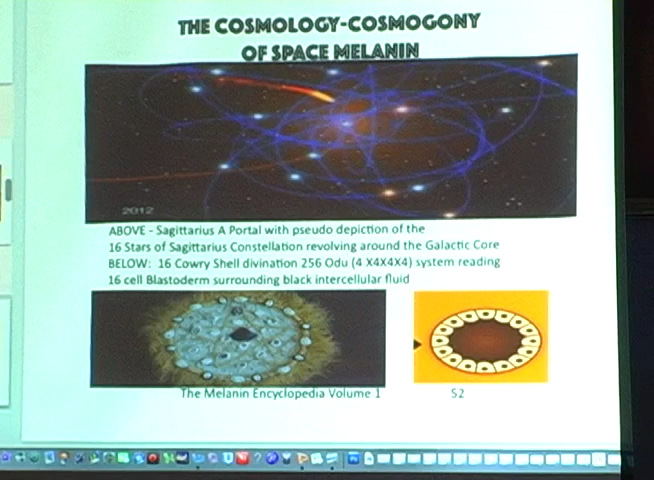 THE COSMOLOGY-COSMOGONY
OF SPACE MELANIN
2012
ABOVE - Sagittarius A Portal with pseudo depiction of the
16 Stars of Sagittarius Constellation revolving around the Galactic Core
BELOW: 16 Cowry Shell divination 256 Odu (4 X4X4X4) system reading
16 cell Blastoderm surrounding black intercellular fluid
The Melanin Encyclopedia Volume 1
52